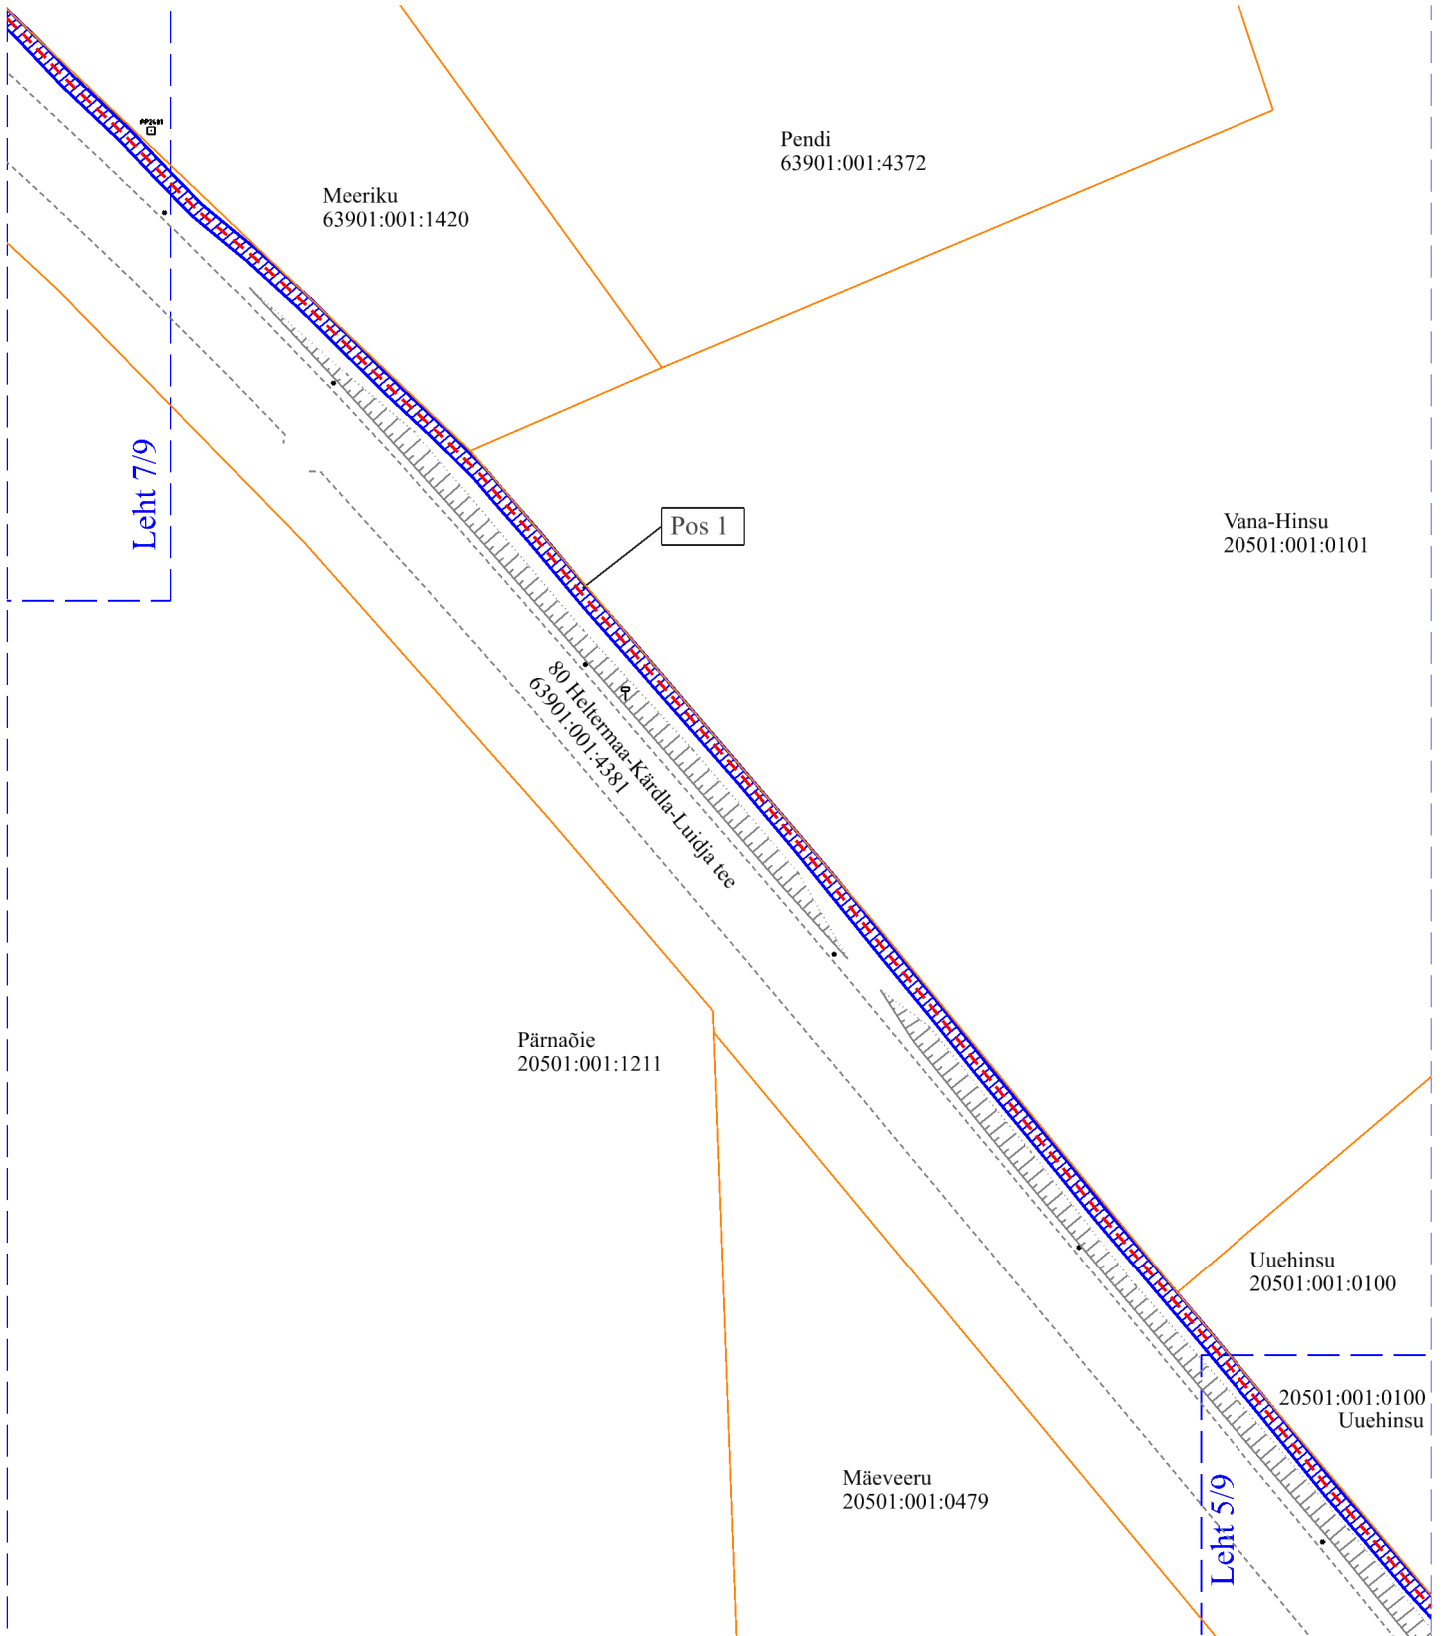 PP2481
Pendi
63901:001:4372
Meeriku
63901:001:1420
Leht 7/9
Pos 1
Vana-Hinsu
20501:001:0101
80 Heltermaa-Kärdla-Luidja tee
63901:001:4381
Pärnaõie
20501:001:1211
Uuehinsu
20501:001:0100
20501:001:0100
Uuehinsu
Mäeveeru
20501:001:0479
Leht 5/9